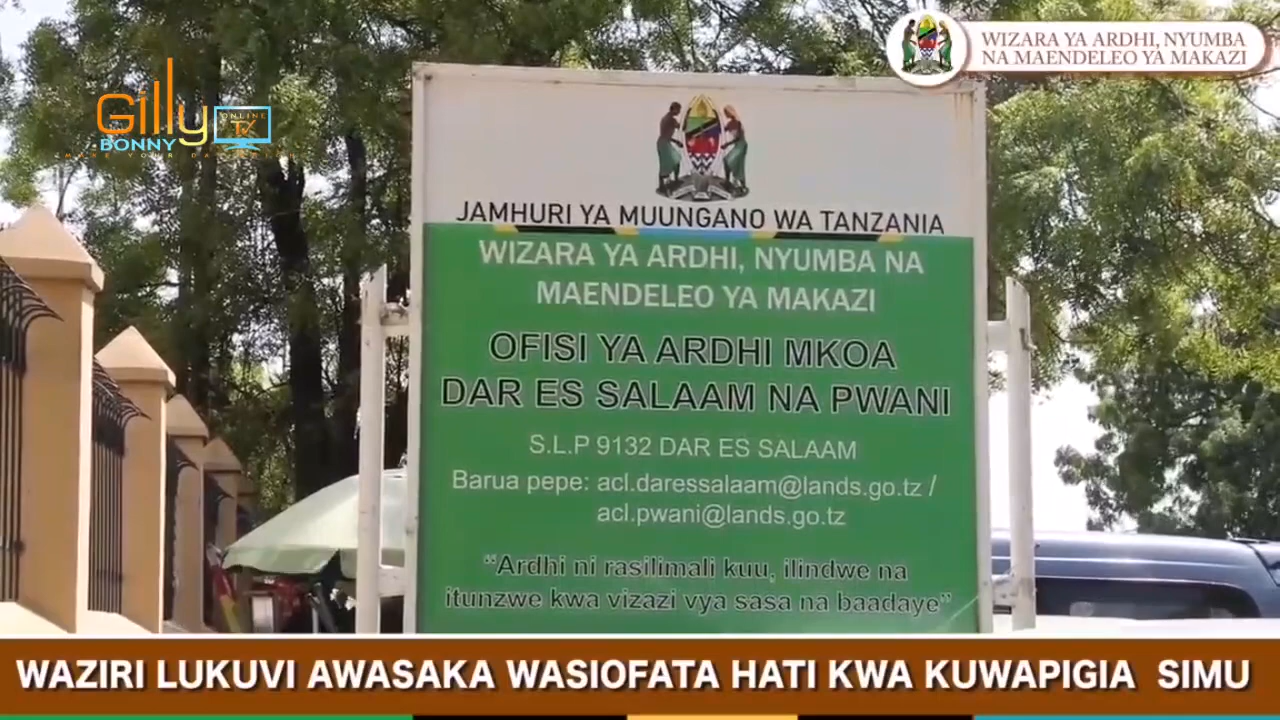 WIZARA YA ARDHI, NYUMBA
NA MAENDELEO YA MAKAZI
Gilly
BONNY
ONLINE
TV
JAMHURI YA MUUNGANO WA TANZANIA
WIZARA YA ARDHI, NYUMBA NA
MAENDELEO YA MAKAZI
OFISI YA ARDHI MKOA
DAR ES SALAAM NA PWANI
S.L.P 9132 DAR ES SALAAM
Barua pepe: acl.daressalaam@lands.go.tz /
acl.pwani@lands.go.tz
“Ardhi ni rasilimali kuu, ilindwe na
itunzwe kwa vizazi vya sasa na baadaye”
WAZIRI LUKUVI AWASAKA WASIOFATA HATI KWA KUWAPIGIA SIMU